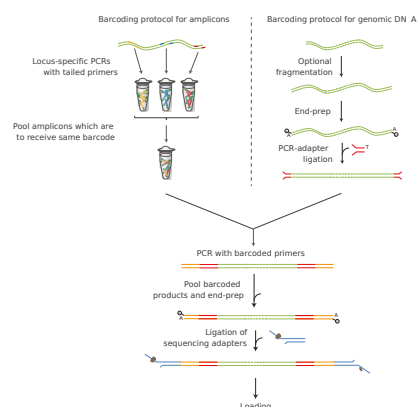 Barcoding protocol for amplicons
Locus-specific PCRs
with tailed primers
Pool amplicons which are
to receive same barcode
Barcoding protocol for genomic DN A
Optional
fragmentation
End-prep
A
A
PCR-adapter
ligation
T
PCR with barcoded primers
Pool barcoded
products and end-prep
A
A
Ligation of
sequencing adapters
Loading